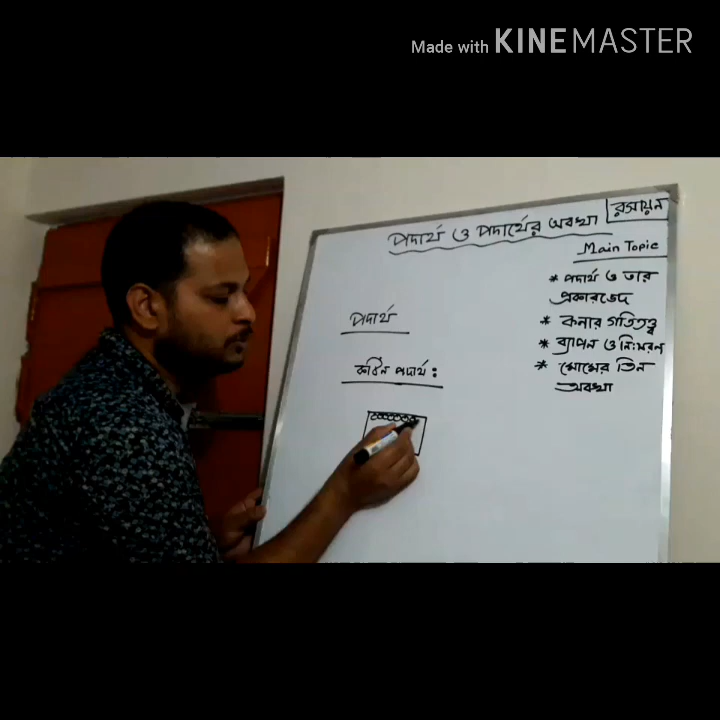 Made with KINEMASTER
রসায়ন
পদার্থ ও পদার্থের অবস্থা
Main Topic
* পদার্থ ও তার
প্রকারভেদ
* কনার গতিতত্ত্ব
* ব্যাপন ও নিঃসরন
* মোমের তিন
অবস্থা
পদার্থ
কঠিন পদার্থ :